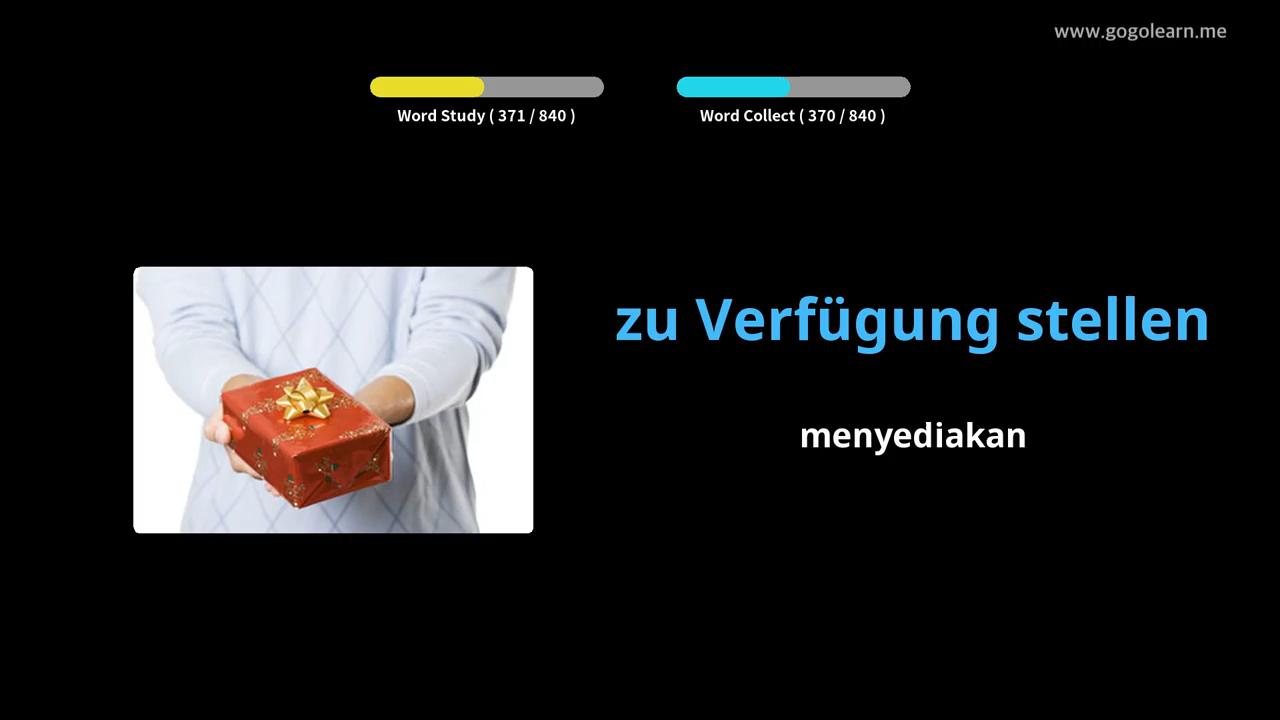 www.gogolearn.me
Word Study ( 371 / 840 )
Word Collect ( 370 / 840 )
zu Verfügung stellen
menyediakan